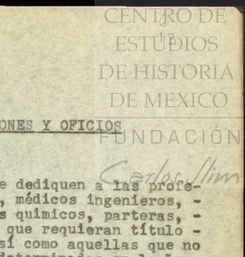 CENTRO DE
ESTUDIOS
DE HISTORIA
DE MEXICO
ONES Y OFICIOS
FUNDACIÓN
Carlos Slim
e dediquen a las profe-
, médicos ingenieros, -
s químicos, parteras, -
que requieran título -
sí como aquellas que no